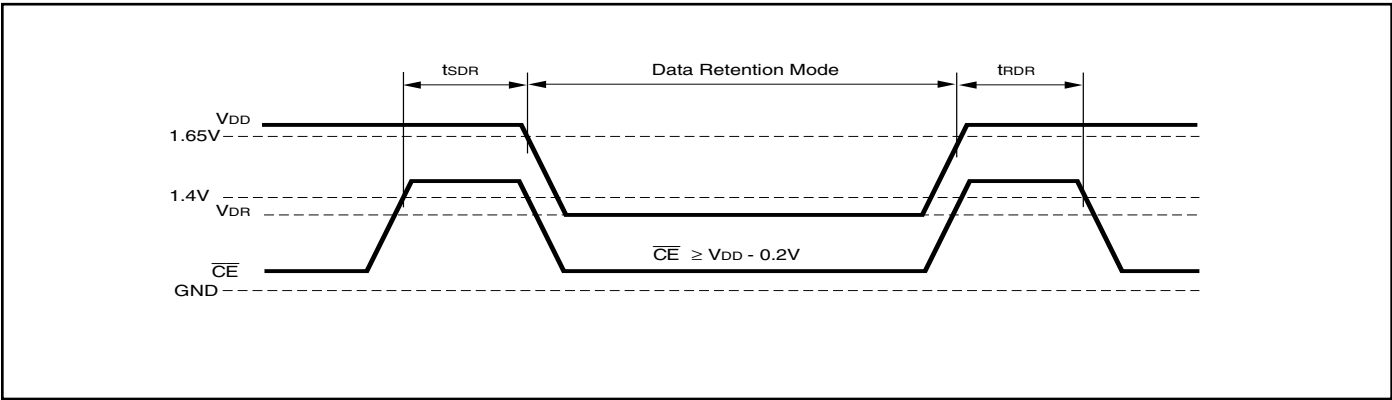 tSDR Data Retention Mode tRDR
VDD
1.65V
1.4V
VDR
CE ≥ VDD - 0.2V
CE
GND